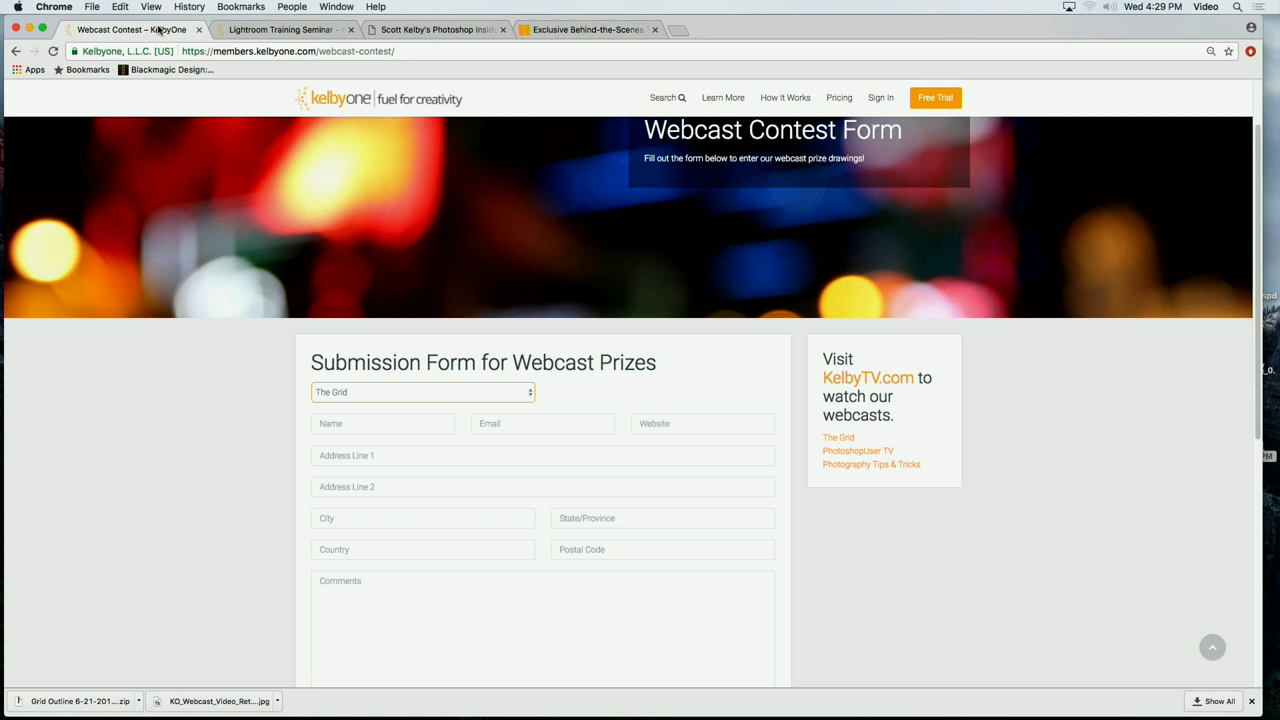 Chrome File Edit View History Bookmarks People Window Help Wed 4:29 PM Video
Webcast Contest – KelbyOne Lightroom Training Seminar - Scott Kelby's Photoshop Inside Exclusive Behind-the-Scenes
Kelbyone, L.L.C. [US] https://members.kelbyone.com/webcast-contest/
Apps Bookmarks Blackmagic Design:...
kelbyone fuel for creativity Search Learn More How It Works Pricing Sign In Free Trial
Webcast Contest Form
Fill out the form below to enter our webcast prize drawings!
spd
Submission Form for Webcast Prizes
The Grid
Name Email Website
Address Line 1
Address Line 2
City State/Province
Country Postal Code
Comments
Visit
KelbyTV.com to
watch our
webcasts.
The Grid
PhotoshopUser TV
Photography Tips & Tricks
PM
Grid Outline 6-21-201....zip KO_Webcast_Video_Ret....jpg Show All